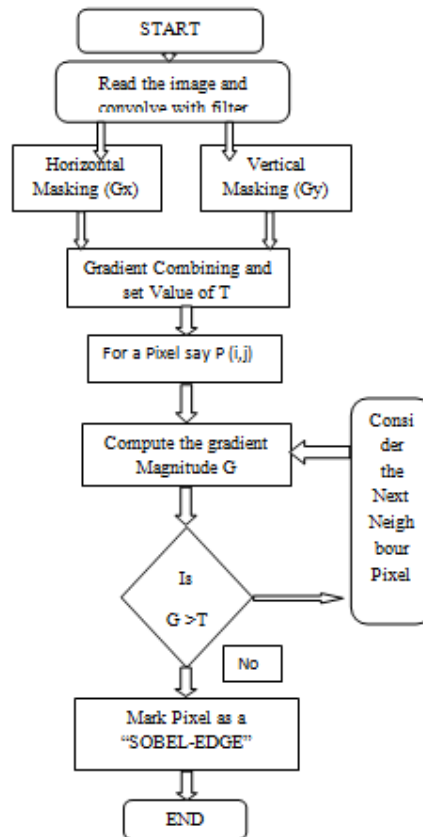 START
Read the image and
convolve with filter
Horizontal
Masking (Gx)
Vertical
Masking (Gy)
Gradient Combining and
set Value of T
For a Pixel say P (i,j)
Compute the gradient
Magnitude G
Consi
der
the
Next
Neigh
bour
Pixel
Is
G >T
No
Mark Pixel as a
“SOBEL-EDGE”
END